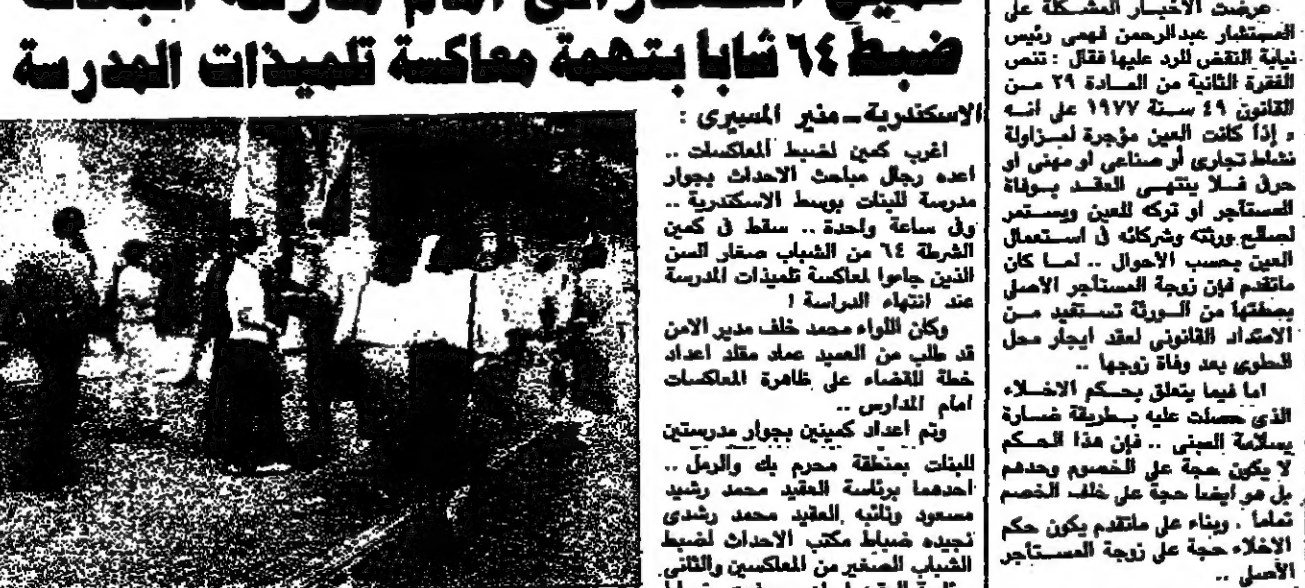 كمين امام مدرسة
ضبط ٦٤ شابا بتهمة معاكسة تلميذات المدرسة
الاسكندرية ـ منير المسيرى :
اغرب كمين لضبط المعاكسات ..
اعده رجال مباحث الاحداث بجوار
مدرسة للبنات بوسط الاسكندرية ..
وفى ساعة واحدة .. سقط فى كمين
الشرطة ٦٤ من الشباب صغار السن
الذين جاءوا لمعاكسة تلميذات المدرسة
عند انتهاء الدراسة !
وكان اللواء محمد خلف مدير الامن
قد طلب من العميد عماد مقلد اعداد
خطة للقضاء على ظاهرة المعاكسات
امام المدارس ..
وتم اعداد كمينين بجوار مدرستين
للبنات بمنطقة محرم بك والرمل ..
احدهما برئاسة العقيد محمد رشيد
مسعود ونائبه العقيد محمد رشدى
نجيده ضباط مكتب الاحداث لضبط
الشباب الصغير من المعاكسين والثانى
عرضت الاخبار المشكلة على
المستشار عبدالرحمن فهمى رئيس
نيابة النقض للرد عليها فقال : تنص
الفقرة الثانية من المادة ٢٩ من
القانون ٤٩ سنة ١٩٧٧ على انه
« إذا كانت العين مؤجرة لمزاولة
نشاط تجارى أو صناعى او مهنى او
حرفى فلا ينتهى العقد بوفاة
المستأجر او تركه للعين ويستمر
لصالح ورثته وشركائه فى استعمال
العين بحسب الاحوال .. لما كان
ماتقدم فإن زوجة المستأجر الاصلى
بصفتها من الورثة تستفيد من
الامتداد القانونى لعقد ايجار محل
الحلوى بعد وفاة زوجها ..
اما فيما يتعلق بحكم الاخلاء
الذى حصلت عليه بطريقة ضارة
بسلامة المبنى .. فإن هذا الحكم
لا يكون حجة على الخصوم وحدهم
بل هو ايضا حجة على خلف الخصم
تماما . وبناء على ماتقدم يكون حكم
الاخلاء حجة على زوجة المستأجر
الأصلى ..